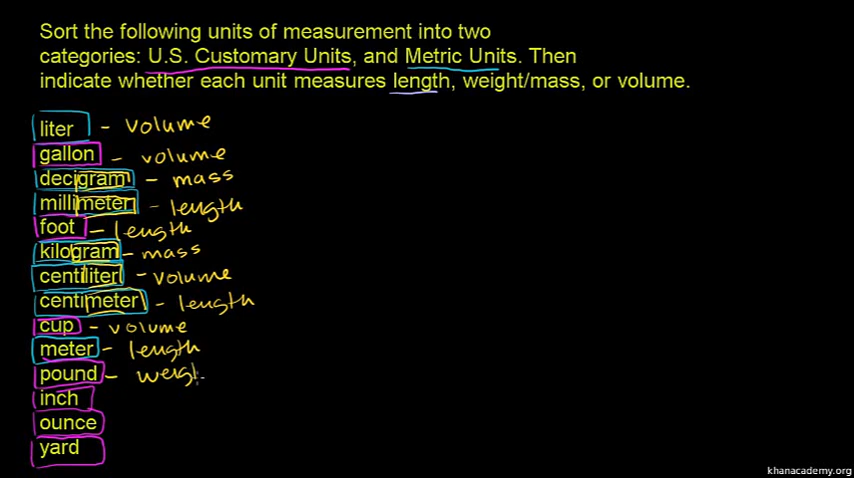 Sort the following units of measurement into two
categories: U.S. Customary Units, and Metric Units. Then
indicate whether each unit measures length, weight/mass, or volume.
liter - volume
gallon - volume
decigram - mass
millimeter - length
foot - length
kilogram - mass
centiliter - volume
centimeter - length
cup - volume
meter - length
pound - weigh
inch
ounce
yard
khanacademy.org